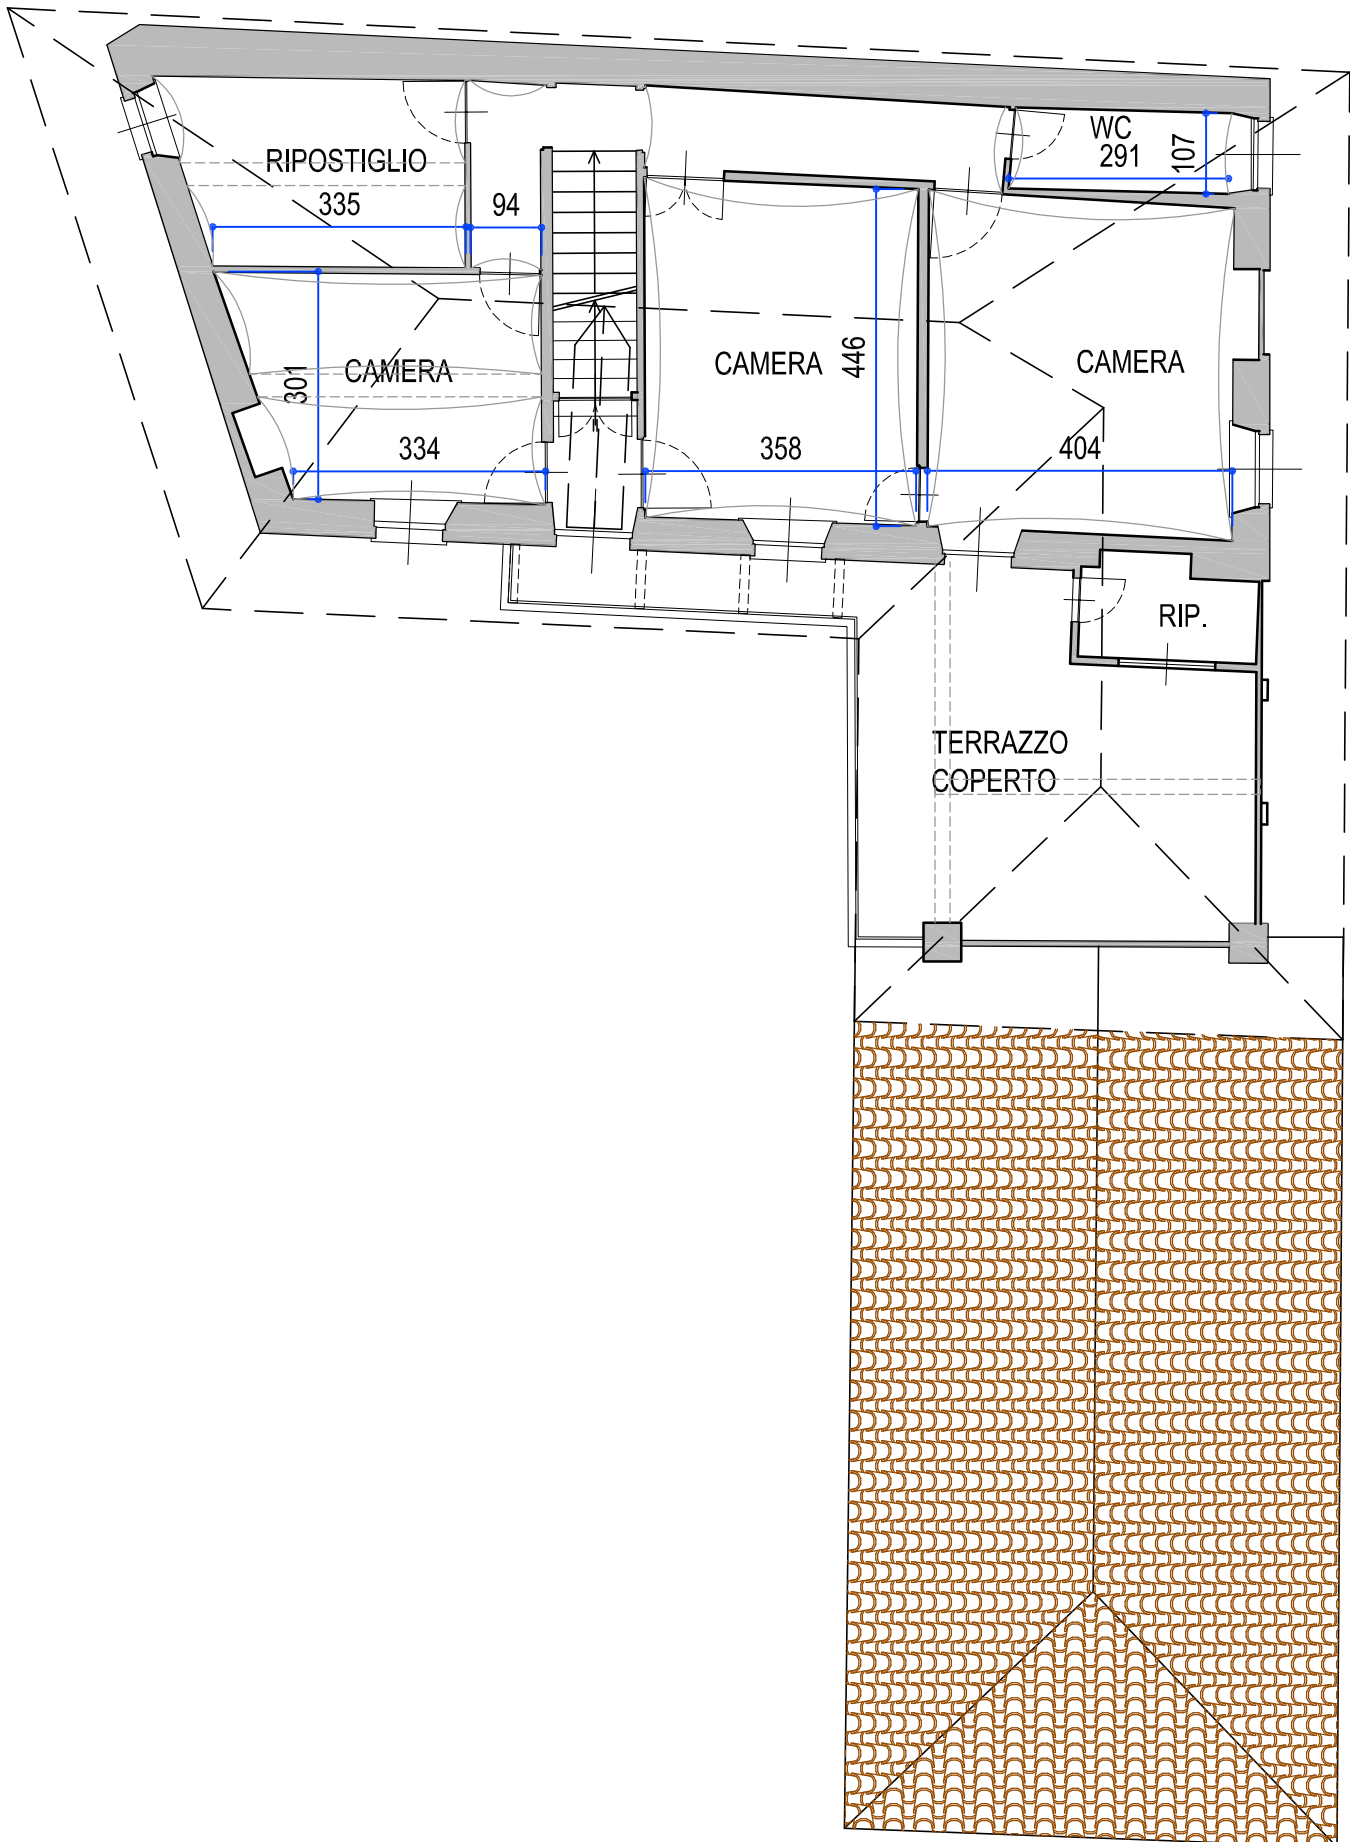 WC
291
107
RIPOSTIGLIO
335
94
CAMERA
301
334
CAMERA
446
358
CAMERA
404
RIP.
TERRAZZO
COPERTO